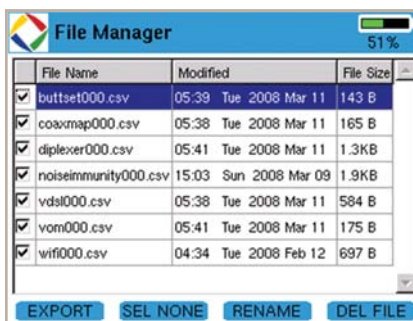 File Manager
51%
File Name Modified File Size
buttset000.csv 05:39 Tue 2008 Mar 11 143 B
coaxmap000.csv 05:38 Tue 2008 Mar 11 165 B
diplexer000.csv 05:41 Tue 2008 Mar 11 1.3KB
noiseimmunity000.csv 15:03 Sun 2008 Mar 09 1.9KB
vdsl000.csv 05:38 Tue 2008 Mar 11 584 B
vom000.csv 05:41 Tue 2008 Mar 11 175 B
wifi000.csv 04:34 Tue 2008 Feb 12 697 B
EXPORT SEL NONE RENAME DEL FILE